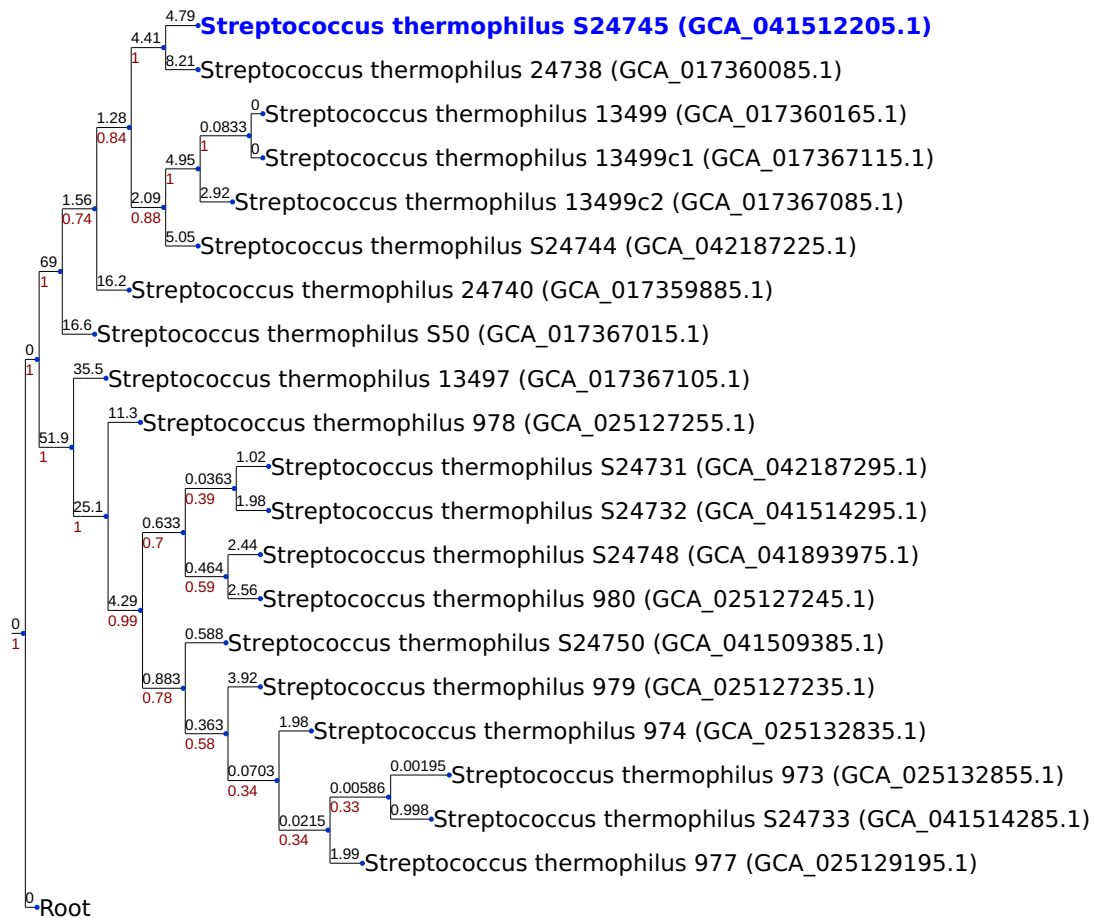 4.79
Streptococcus thermophilus S24745 (GCA_041512205.1)
4.41
1
8.21
Streptococcus thermophilus 24738 (GCA_017360085.1)
1.28
0.84
0
Streptococcus thermophilus 13499 (GCA_017360165.1)
0.0833
1
0
Streptococcus thermophilus 13499c1 (GCA_017367115.1)
4.95
1
2.92
Streptococcus thermophilus 13499c2 (GCA_017367085.1)
1.56
0.74
2.09
0.88
5.05
Streptococcus thermophilus S24744 (GCA_042187225.1)
69
1
16.2
Streptococcus thermophilus 24740 (GCA_017359885.1)
16.6
Streptococcus thermophilus S50 (GCA_017367015.1)
0
1
35.5
Streptococcus thermophilus 13497 (GCA_017367105.1)
11.3
Streptococcus thermophilus 978 (GCA_025127255.1)
51.9
1
1.02
Streptococcus thermophilus S24731 (GCA_042187295.1)
0.0363
0.39
1.98
Streptococcus thermophilus S24732 (GCA_041514295.1)
25.1
1
0.633
0.7
2.44
Streptococcus thermophilus S24748 (GCA_041893975.1)
0.464
0.59
2.56
Streptococcus thermophilus 980 (GCA_025127245.1)
4.29
0.99
0
1
0.588
Streptococcus thermophilus S24750 (GCA_041509385.1)
0.883
0.78
3.92
Streptococcus thermophilus 979 (GCA_025127235.1)
0.363
0.58
1.98
Streptococcus thermophilus 974 (GCA_025132835.1)
0.0703
0.34
0.00195
Streptococcus thermophilus 973 (GCA_025132855.1)
0.00586
0.33
0.998
Streptococcus thermophilus S24733 (GCA_041514285.1)
0.0215
0.34
1.99
Streptococcus thermophilus 977 (GCA_025129195.1)
0
Root